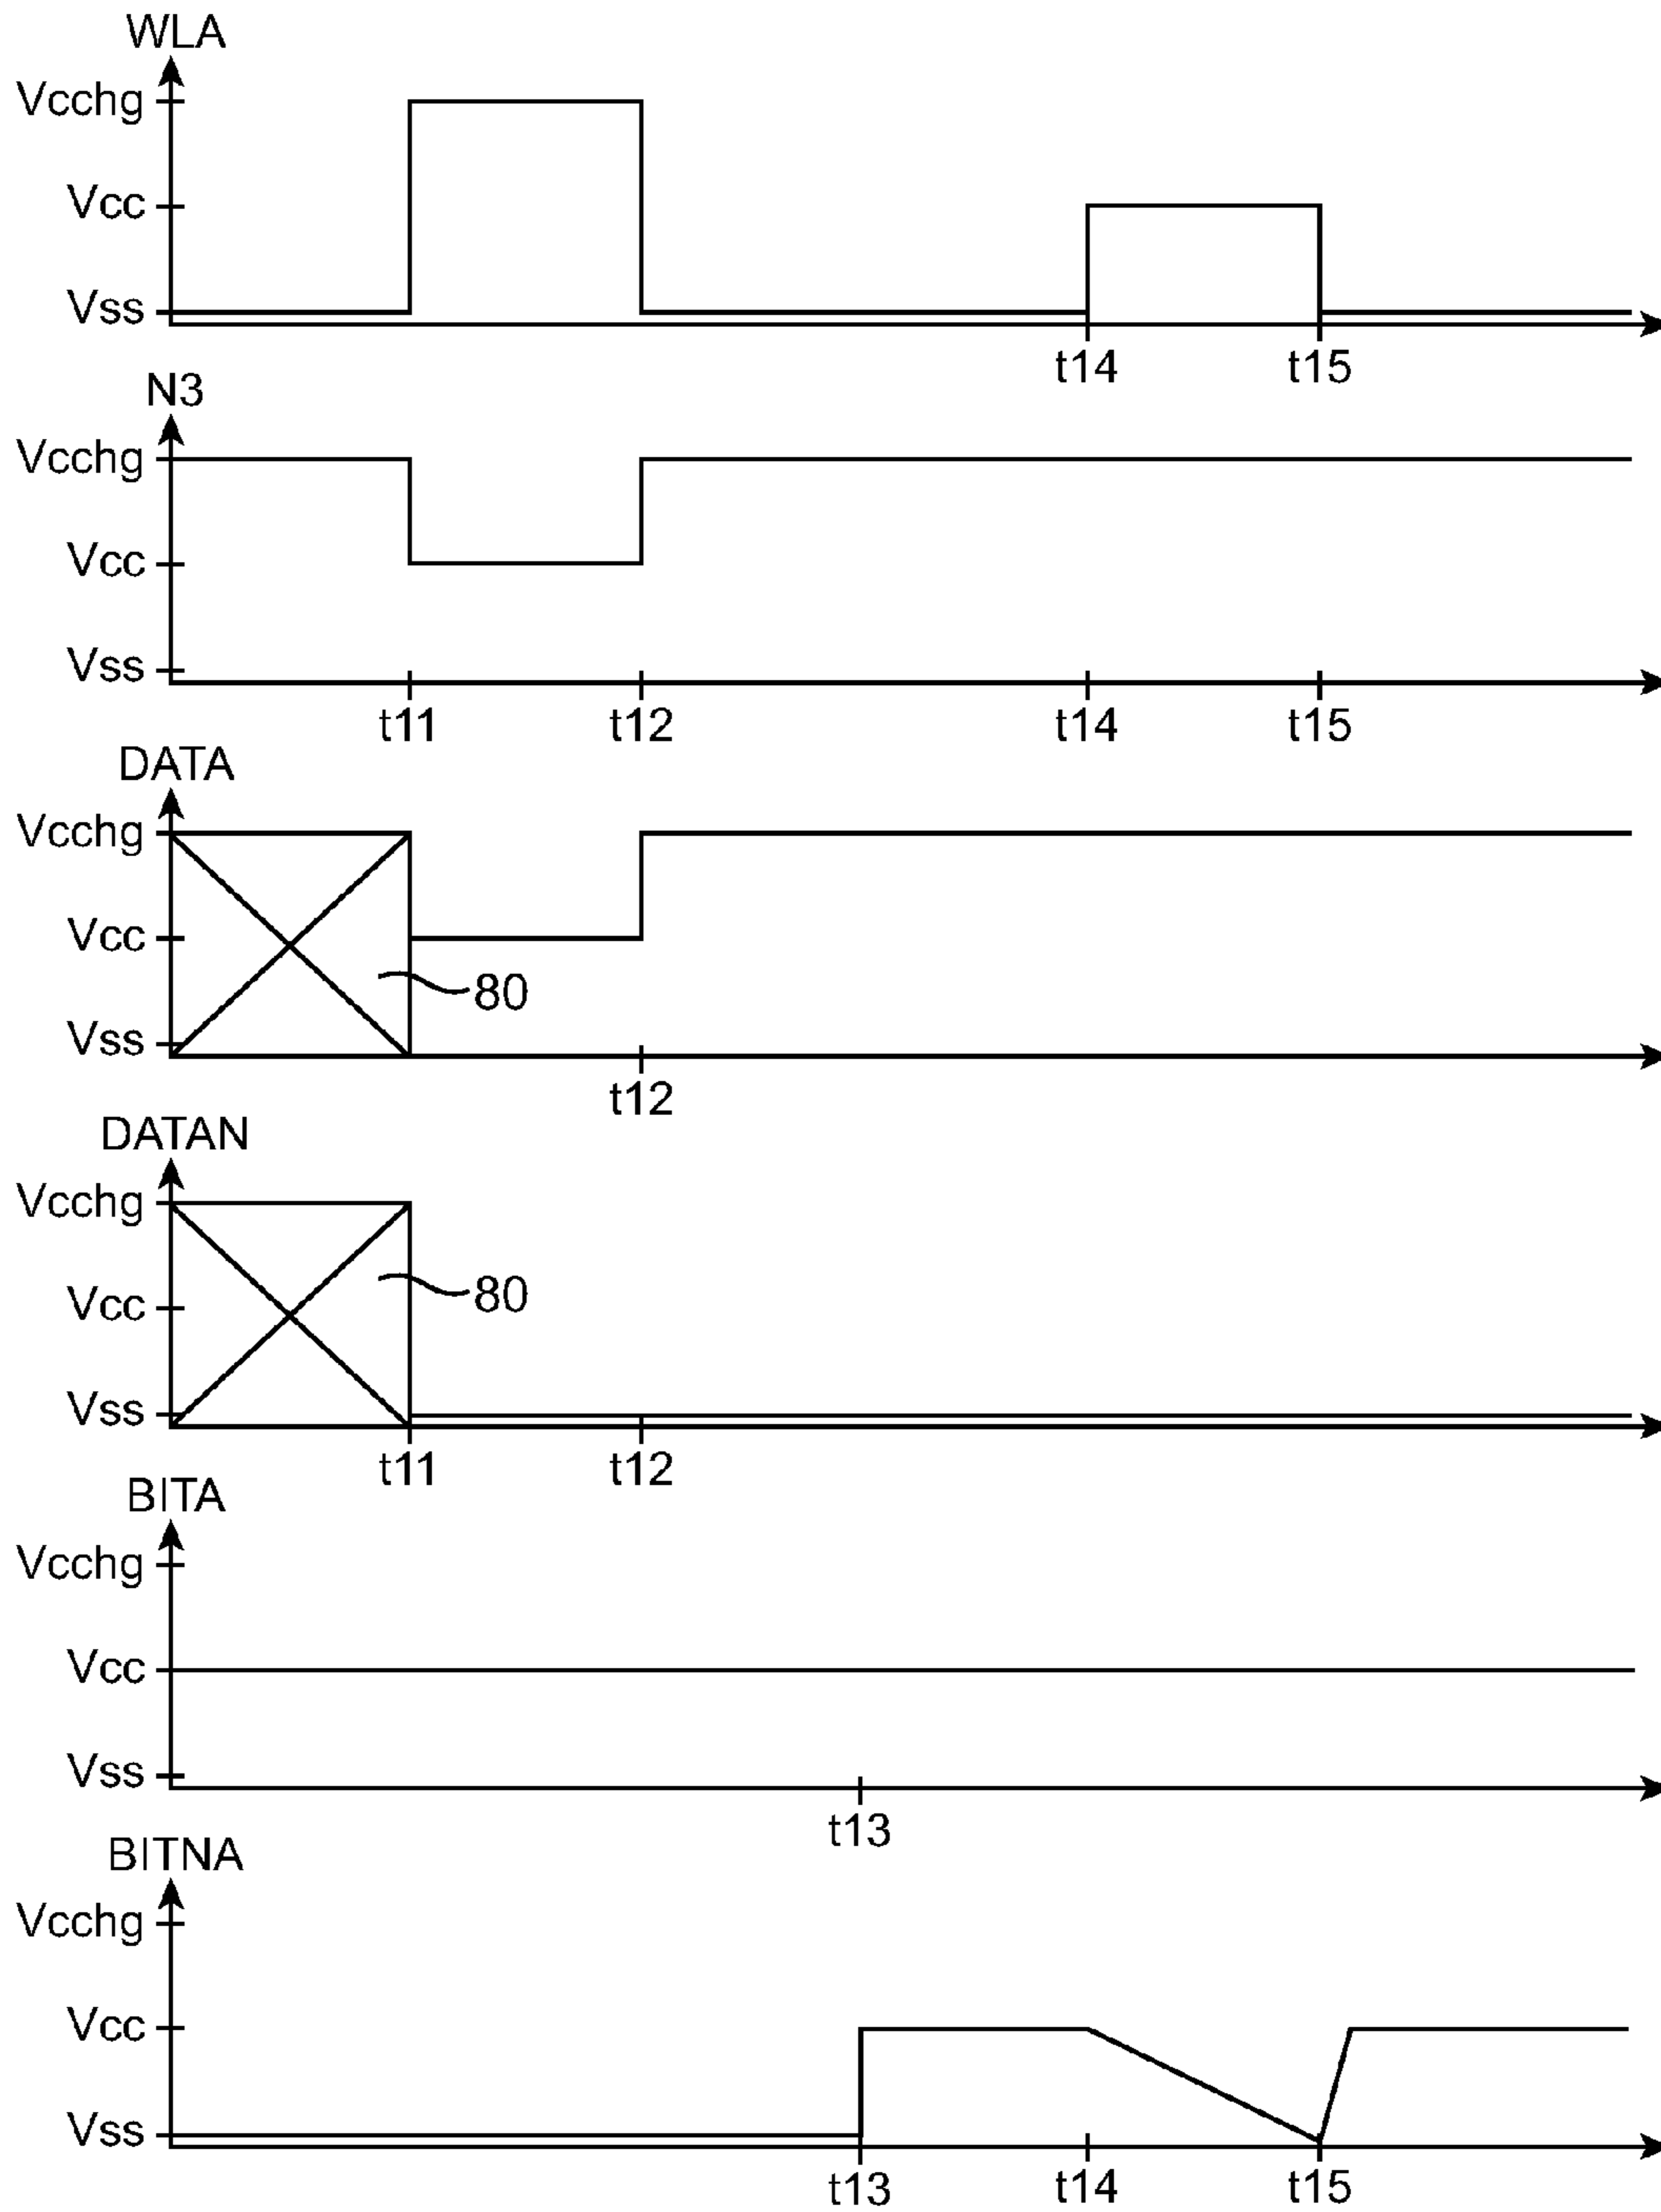 WLA
Vcchg
Vcc
Vss
t14 t15
N3
Vcchg
Vcc
Vss
t11 t12 t14 t15
DATA
Vcchg
Vcc
80
Vss
t12
DATAN
Vcchg
80
Vcc
Vss
t11 t12
BITA
Vcchg
Vcc
Vss
t13
BITNA
Vcchg
Vcc
Vss
t13 t14 t15